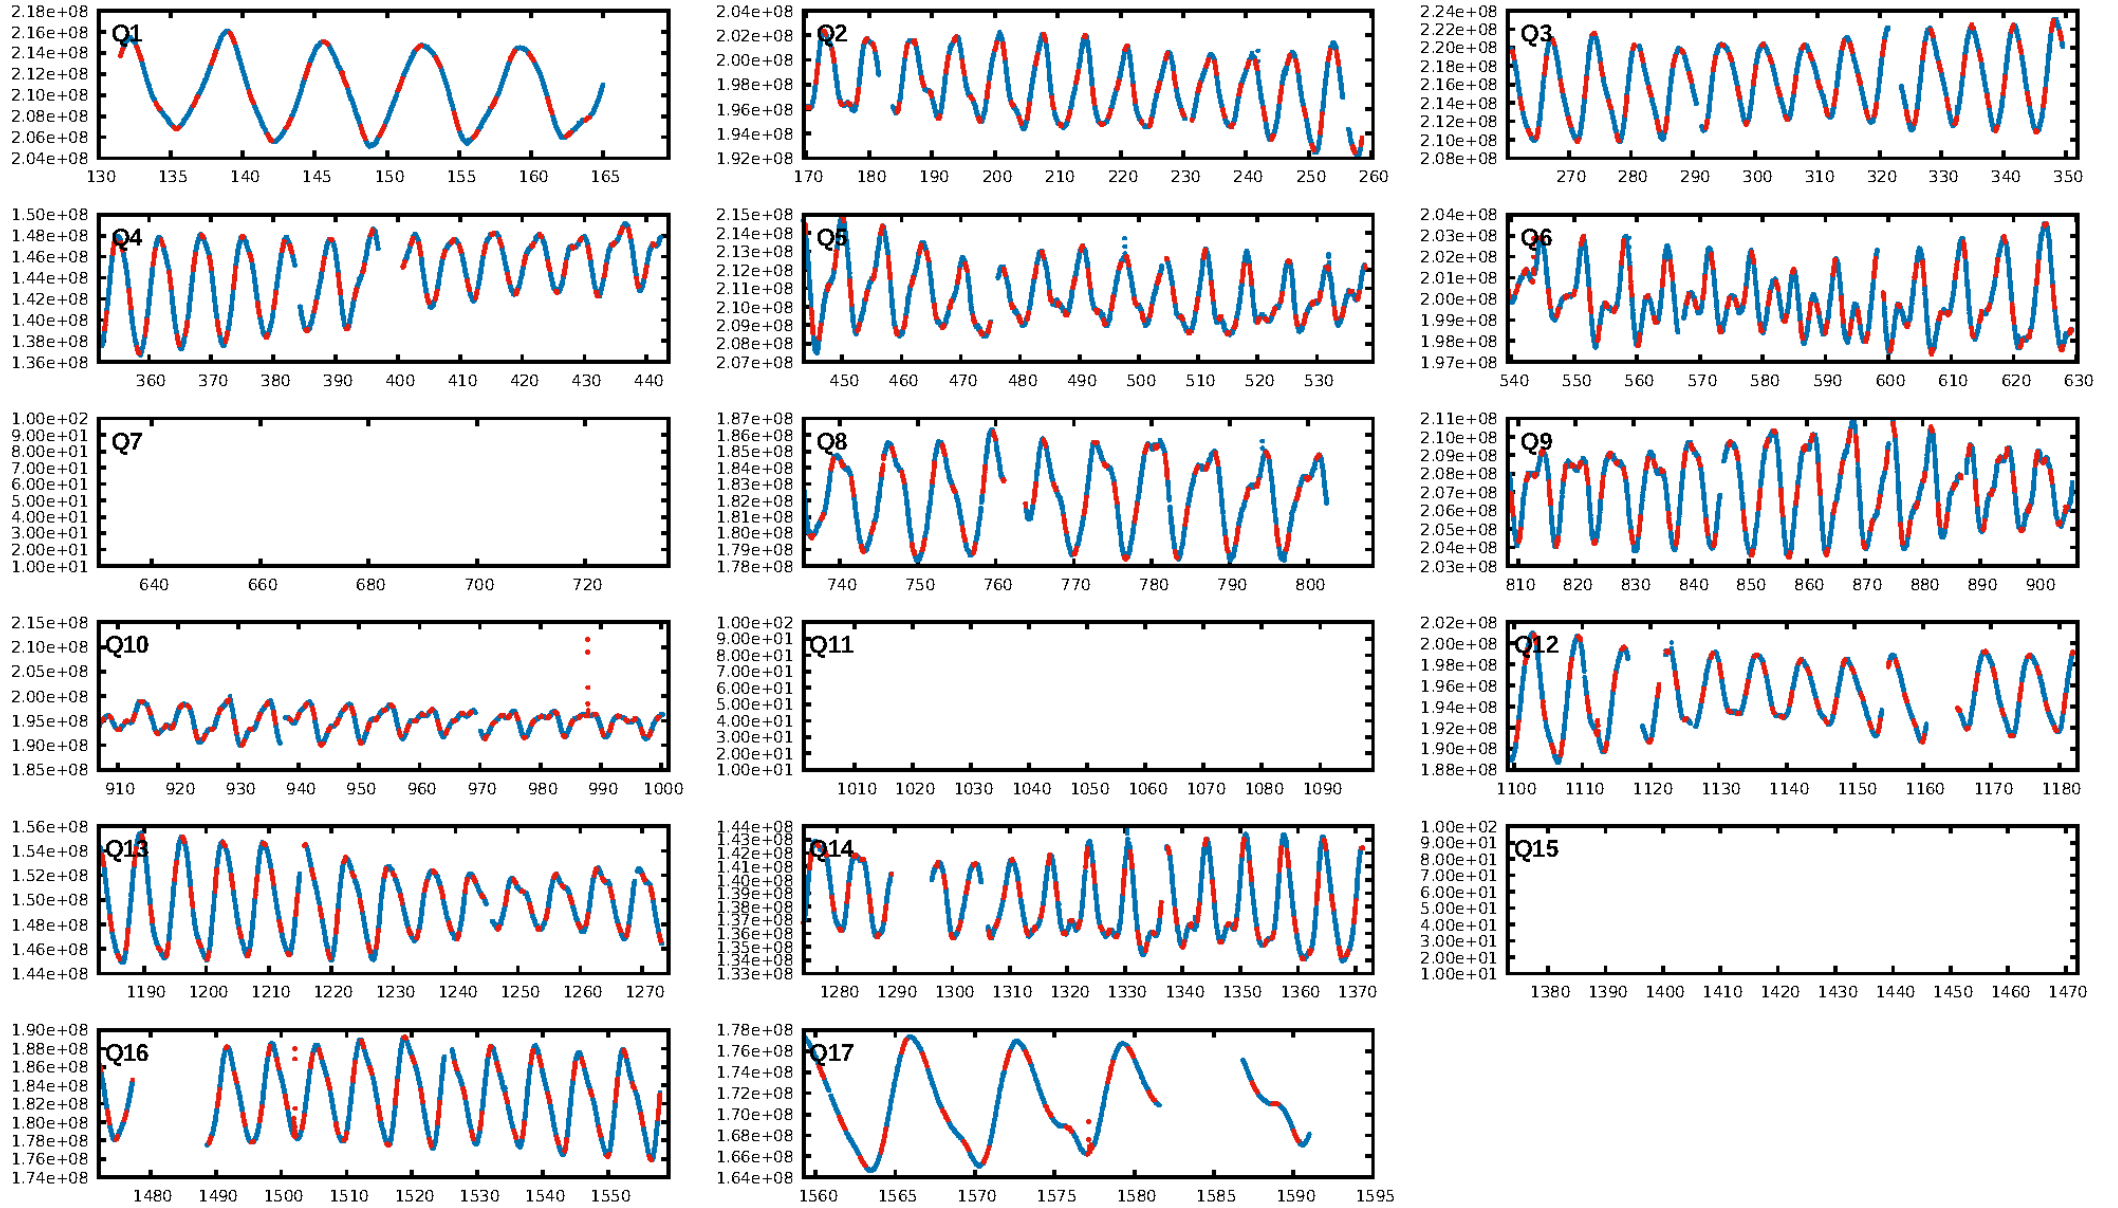 Q1
2.18e+08
2.16e+08
2.14e+08
2.12e+08
2.10e+08
2.08e+08
2.06e+08
2.04e+08
130 135 140 145 150 155 160 165
Q2
2.04e+08
2.02e+08
2.00e+08
1.98e+08
1.96e+08
1.94e+08
1.92e+08
170 180 190 200 210 220 230 240 250 260
Q3
2.24e+08
2.22e+08
2.20e+08
2.18e+08
2.16e+08
2.14e+08
2.12e+08
2.10e+08
2.08e+08
270 280 290 300 310 320 330 340 350
Q4
1.50e+08
1.48e+08
1.46e+08
1.44e+08
1.42e+08
1.40e+08
1.38e+08
1.36e+08
360 370 380 390 400 410 420 430 440
Q5
2.15e+08
2.14e+08
2.13e+08
2.12e+08
2.11e+08
2.10e+08
2.09e+08
2.08e+08
2.07e+08
450 460 470 480 490 500 510 520 530
Q6
2.04e+08
2.03e+08
2.02e+08
2.01e+08
2.00e+08
1.99e+08
1.98e+08
1.97e+08
540 550 560 570 580 590 600 610 620 630
Q7
1.00e+02
9.00e+01
8.00e+01
7.00e+01
6.00e+01
5.00e+01
4.00e+01
3.00e+01
2.00e+01
1.00e+01
640 660 680 700 720
Q8
1.87e+08
1.86e+08
1.85e+08
1.84e+08
1.83e+08
1.82e+08
1.81e+08
1.80e+08
1.79e+08
1.78e+08
740 750 760 770 780 790 800
Q9
2.11e+08
2.10e+08
2.09e+08
2.08e+08
2.07e+08
2.06e+08
2.05e+08
2.04e+08
2.03e+08
810 820 830 840 850 860 870 880 890 900
Q10
2.15e+08
2.10e+08
2.05e+08
2.00e+08
1.95e+08
1.90e+08
1.85e+08
910 920 930 940 950 960 970 980 990 1000
Q11
1.00e+02
9.00e+01
8.00e+01
7.00e+01
6.00e+01
5.00e+01
4.00e+01
3.00e+01
2.00e+01
1.00e+01
1010 1020 1030 1040 1050 1060 1070 1080 1090
Q12
2.02e+08
2.00e+08
1.98e+08
1.96e+08
1.94e+08
1.92e+08
1.90e+08
1.88e+08
1100 1110 1120 1130 1140 1150 1160 1170 1180
Q13
1.56e+08
1.54e+08
1.52e+08
1.50e+08
1.48e+08
1.46e+08
1.44e+08
1190 1200 1210 1220 1230 1240 1250 1260 1270
Q14
1.44e+08
1.43e+08
1.42e+08
1.41e+08
1.40e+08
1.39e+08
1.38e+08
1.37e+08
1.36e+08
1.35e+08
1.34e+08
1.33e+08
1280 1290 1300 1310 1320 1330 1340 1350 1360 1370
Q15
1.00e+02
9.00e+01
8.00e+01
7.00e+01
6.00e+01
5.00e+01
4.00e+01
3.00e+01
2.00e+01
1.00e+01
1380 1390 1400 1410 1420 1430 1440 1450 1460 1470
Q16
1.90e+08
1.88e+08
1.86e+08
1.84e+08
1.82e+08
1.80e+08
1.78e+08
1.76e+08
1.74e+08
1480 1490 1500 1510 1520 1530 1540 1550
Q17
1.78e+08
1.76e+08
1.74e+08
1.72e+08
1.70e+08
1.68e+08
1.66e+08
1.64e+08
1560 1565 1570 1575 1580 1585 1590 1595